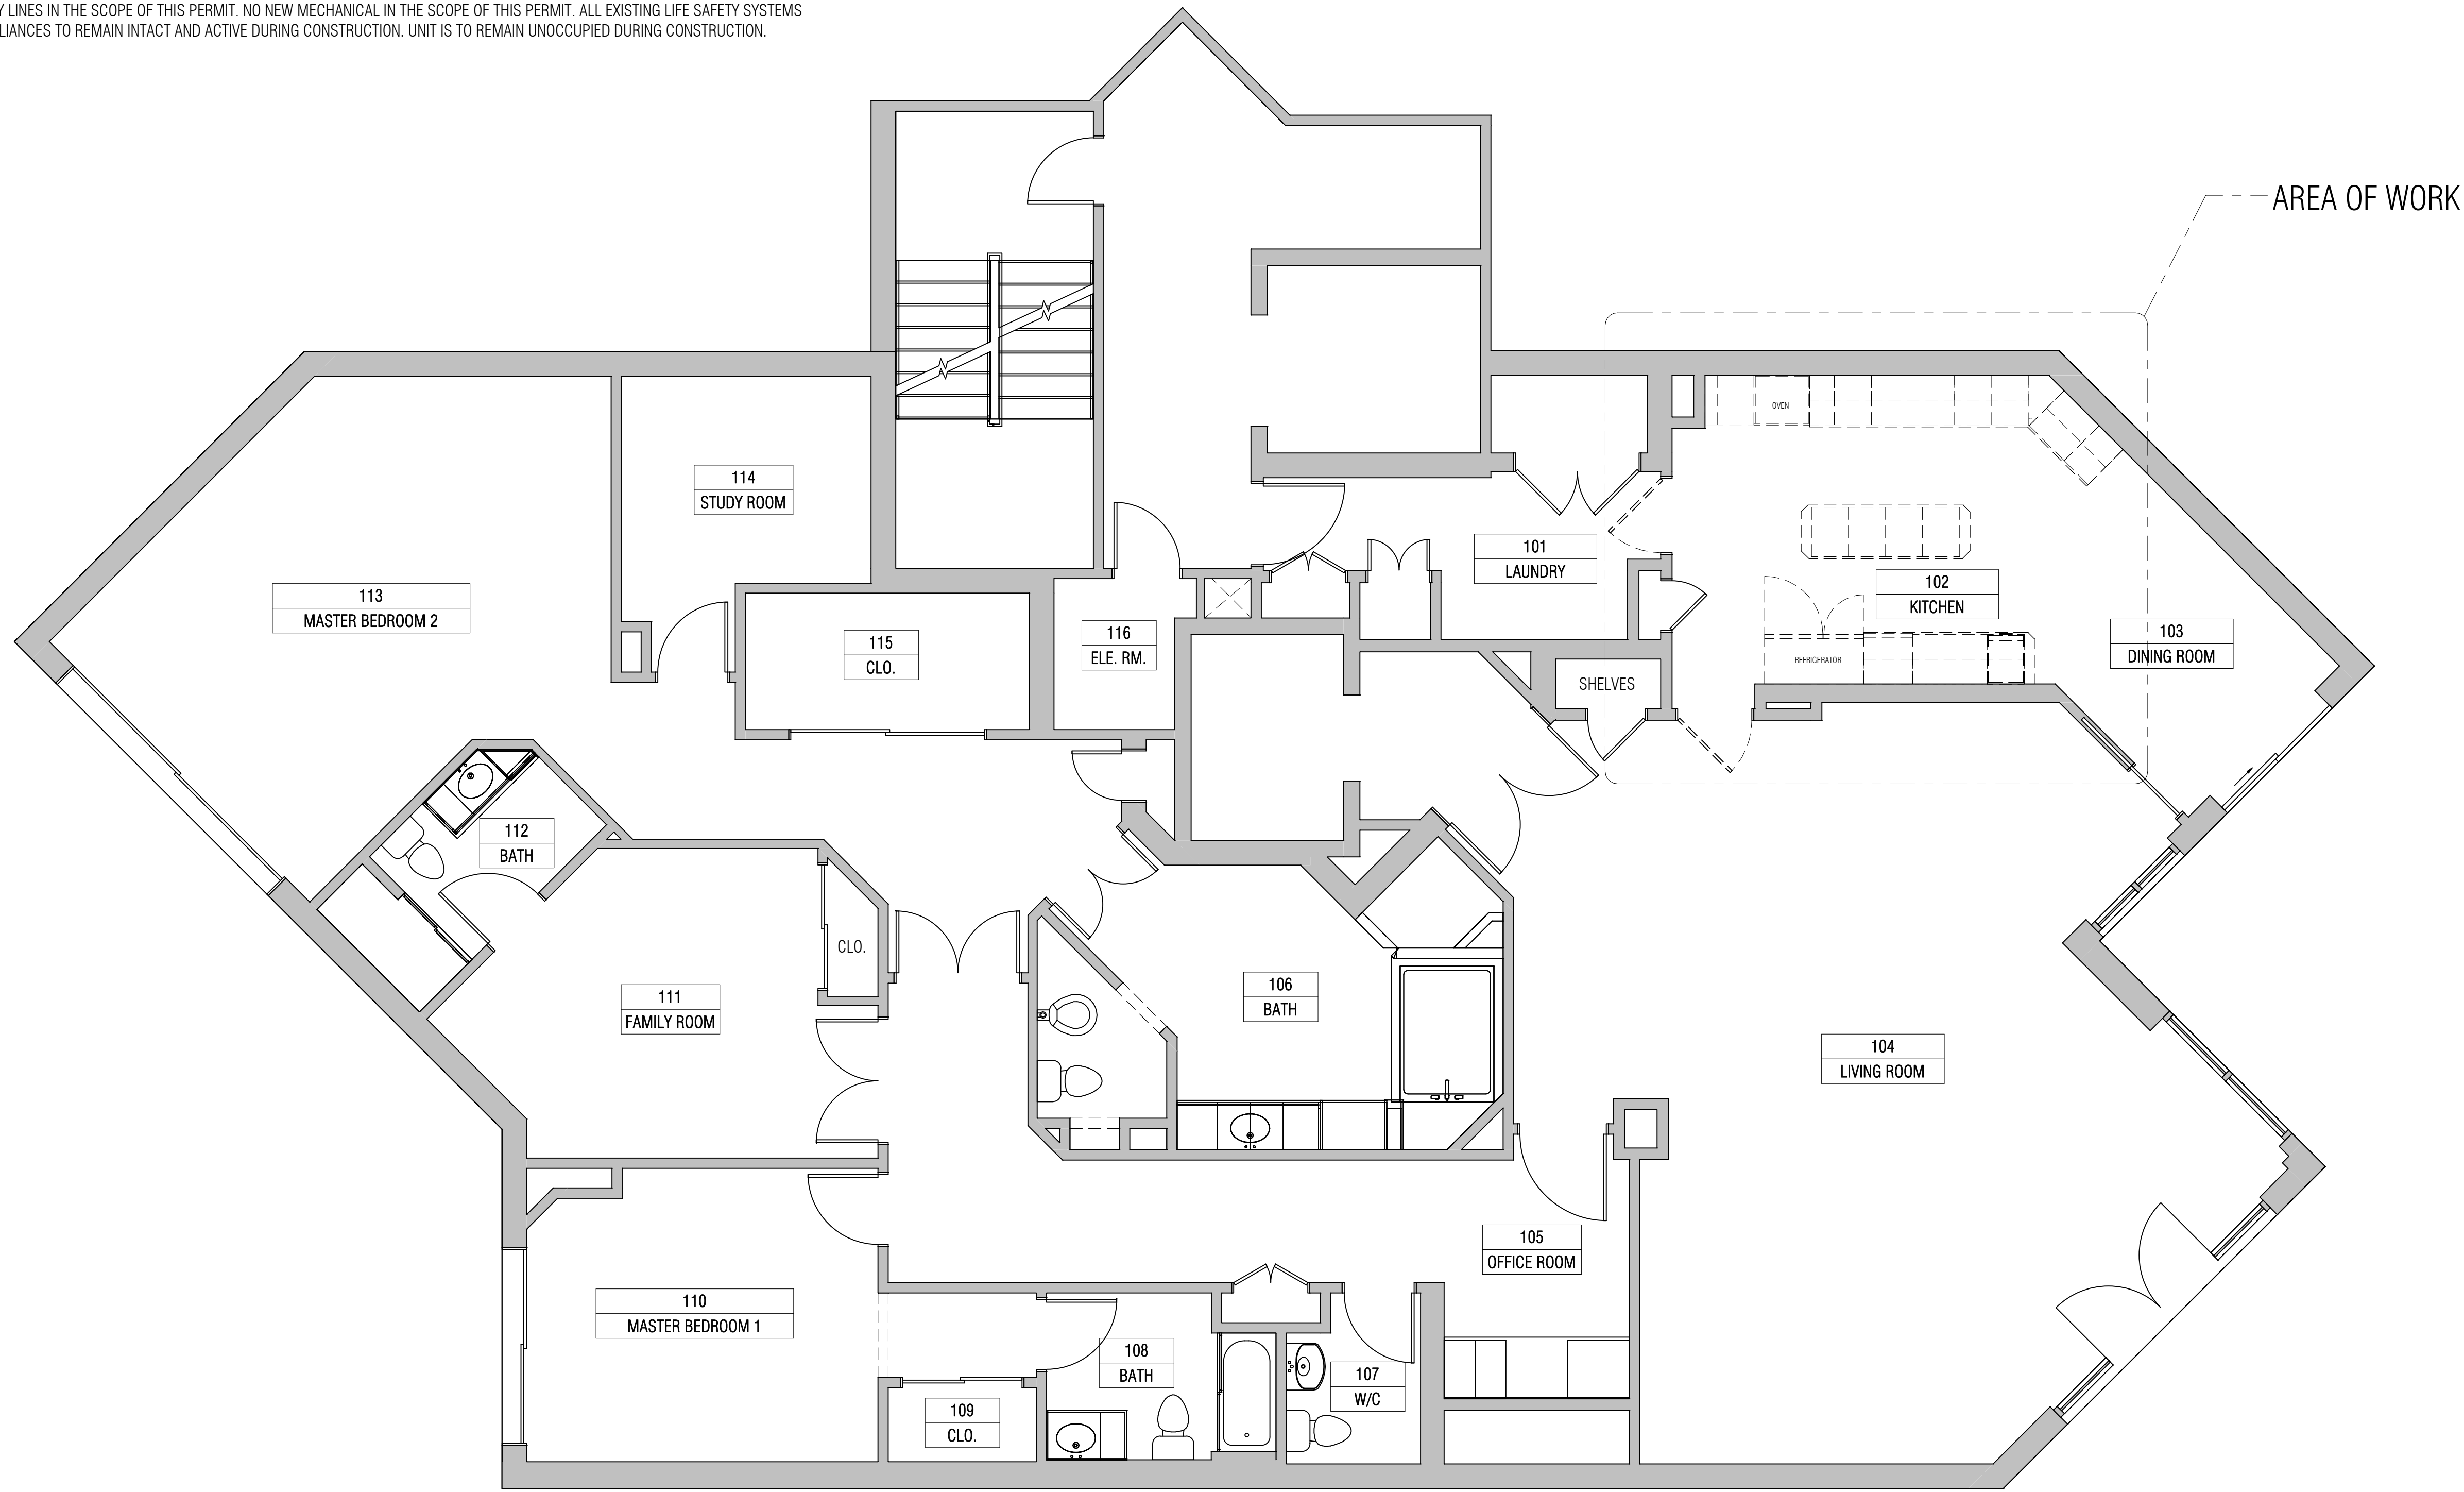 LINES IN THE SCOPE OF THIS PERMIT. NO NEW MECHANICAL IN THE SCOPE OF THIS PERMIT. ALL EXISTING LIFE SAFETY SYSTEMS
TO REMAIN INTACT AND ACTIVE DURING CONSTRUCTION. UNIT IS TO REMAIN UNOCCUPIED DURING CONSTRUCTION.
AREA OF WORK
OVEN
114
STUDY ROOM
101
LAUNDRY
102
KITCHEN
113
MASTER BEDROOM 2
103
DINING ROOM
115
CLO.
116
ELE. RM.
REFRIGERATOR
SHELVES
112
BATH
CLO.
111
FAMILY ROOM
106
BATH
104
LIVING ROOM
105
OFFICE ROOM
110
MASTER BEDROOM 1
108
BATH
107
W/C
109
CLO.